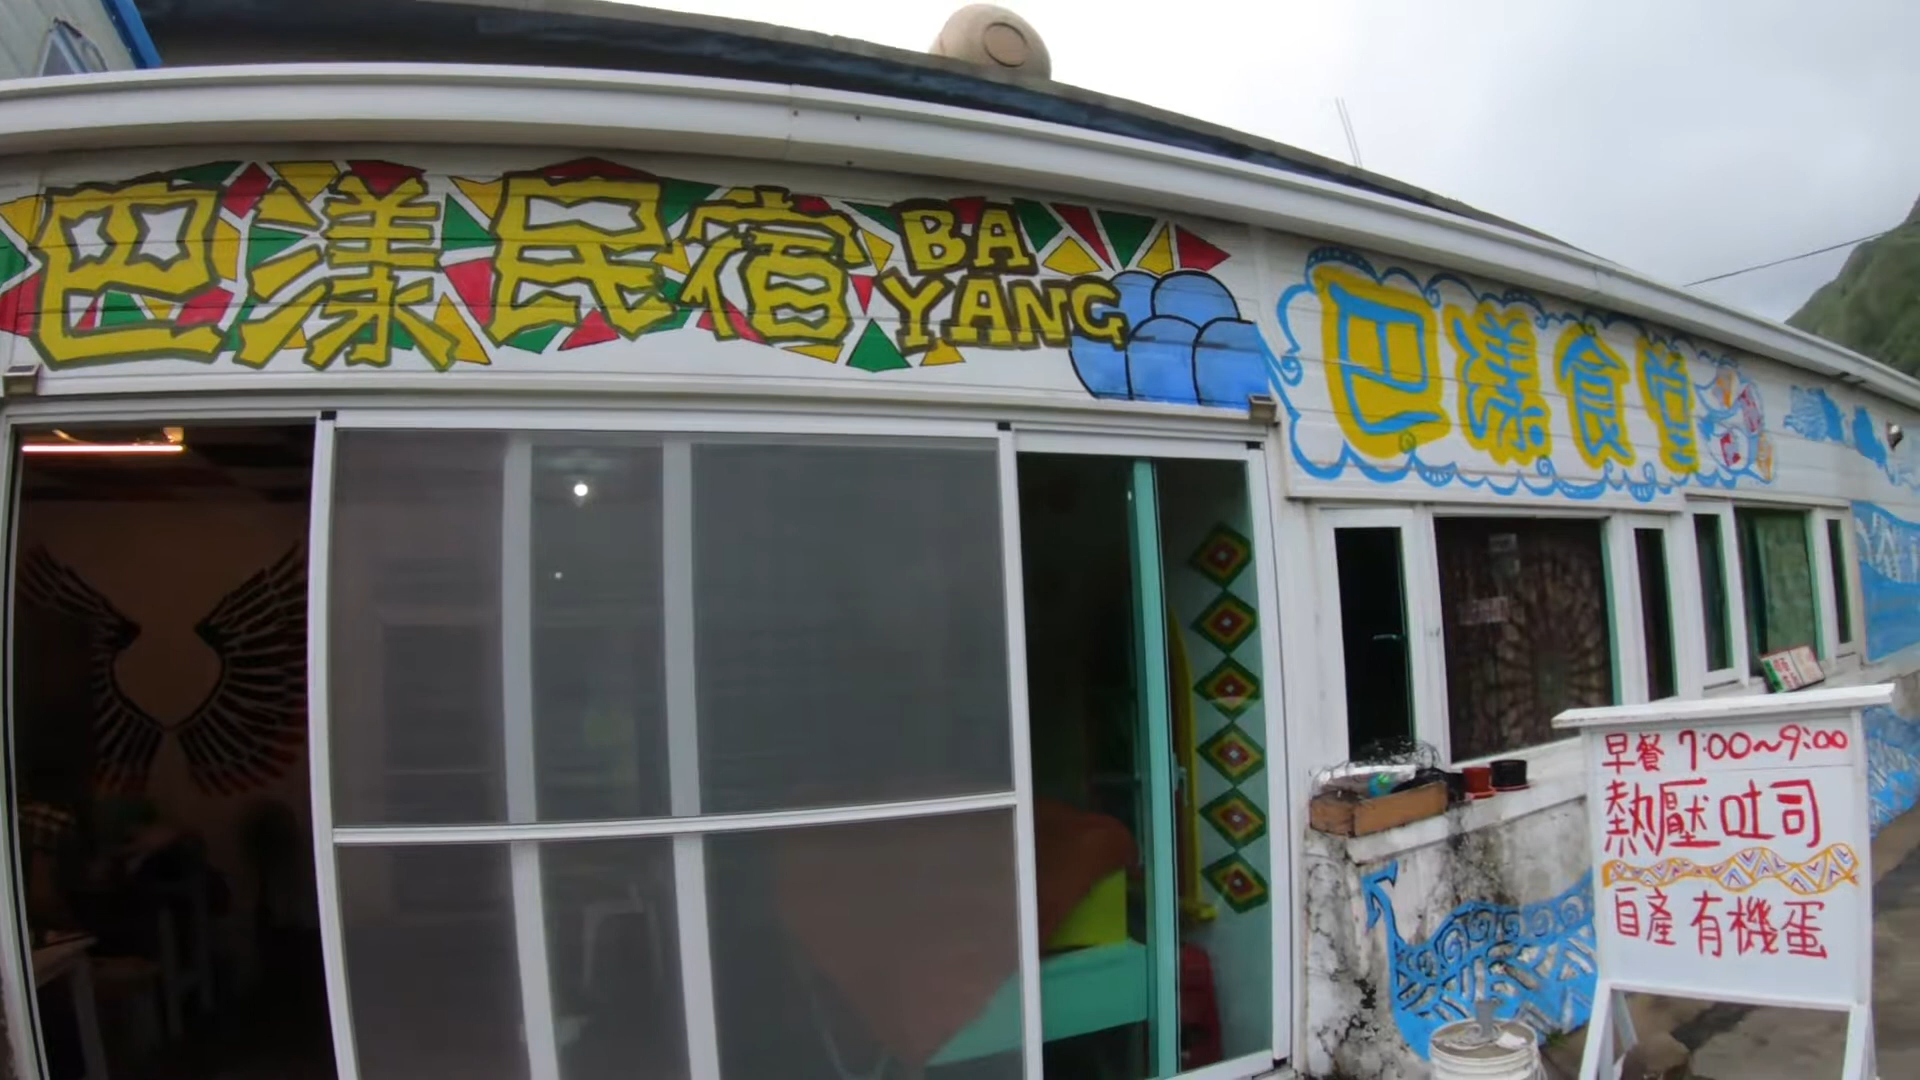 巴漾民宿
BA
YANG
巴漾食堂
早餐 7:00~9:00
熱壓吐司
自產 有機蛋